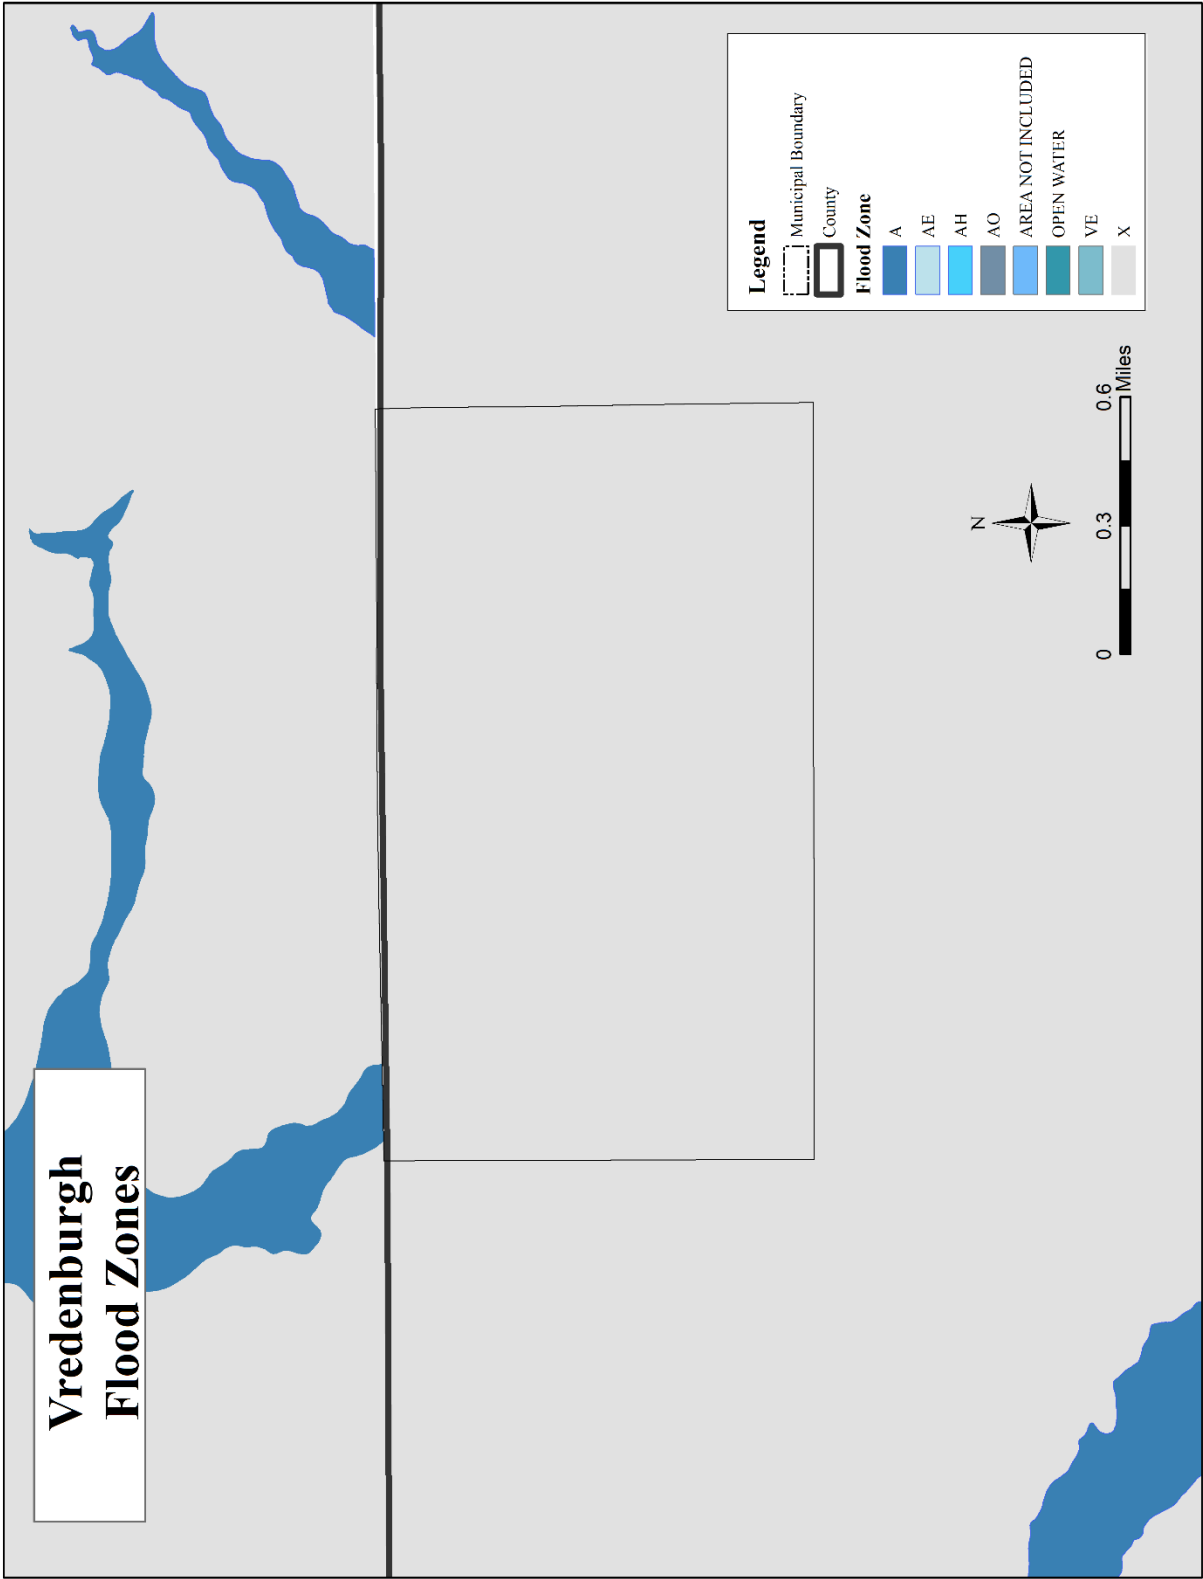 Vredenburgh
Flood Zones
Legend
Municipal Boundary
County
Flood Zone
A
AE
AH
AO
AREA NOT INCLUDED
OPEN WATER
VE
X
N
0 0.3 0.6
Miles